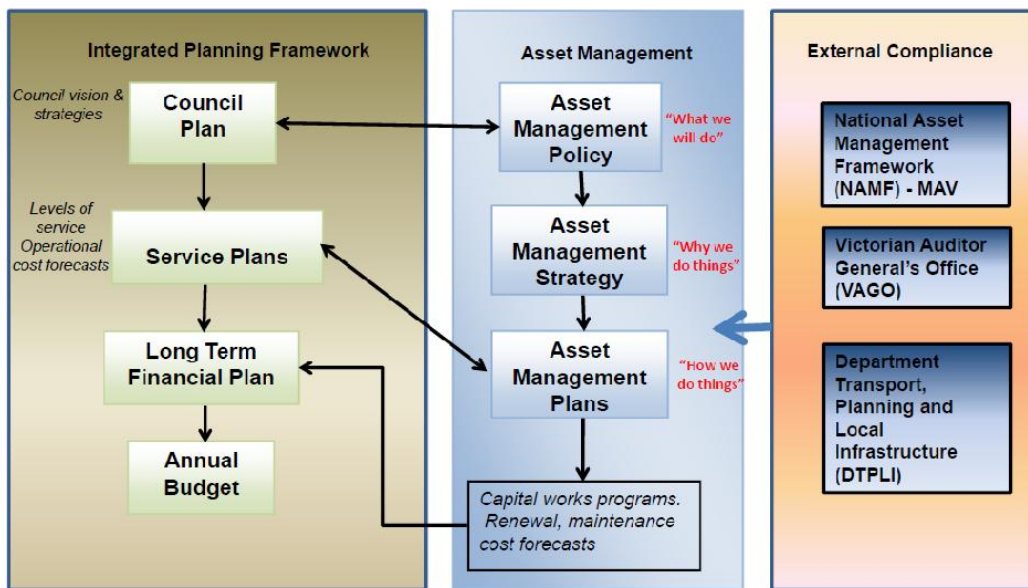 Integrated Planning Framework
Council vision &
strategies
Council
Plan
Levels of
service
Operational
cost forecasts
Service Plans
Long Term
Financial Plan
Annual
Budget
Asset Management
Asset
Management
Policy
"What we
will do"
Asset
Management
Strategy
"Why we
do things"
Asset
Management
Plans
"How we
do things"
Capital works programs.
Renewal, maintenance
cost forecasts
External Compliance
National Asset
Management
Framework
(NAMF) - MAV
Victorian Auditor
General's Office
(VAGO)
Department
Transport,
Planning and
Local
Infrastructure
(DTPLI)